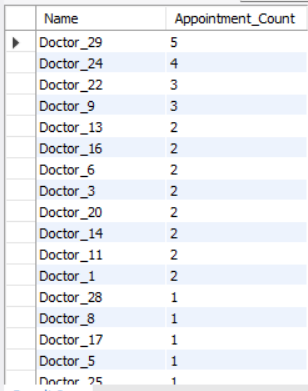 Name Appointment_Count
Doctor_29 5
Doctor_24 4
Doctor_22 3
Doctor_9 3
Doctor_13 2
Doctor_16 2
Doctor_6 2
Doctor_3 2
Doctor_20 2
Doctor_14 2
Doctor_11 2
Doctor_1 2
Doctor_28 1
Doctor_8 1
Doctor_17 1
Doctor_5 1
Doctor_25 1